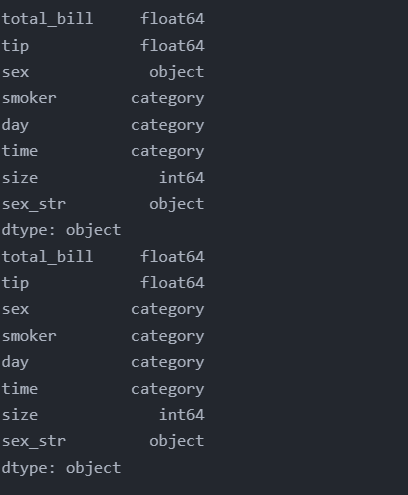 total_bill     float64
tip            float64
sex             object
smoker        category
day           category
time          category
size             int64
sex_str         object
dtype: object
total_bill     float64
tip            float64
sex           category
smoker        category
day           category
time          category
size             int64
sex_str         object
dtype: object